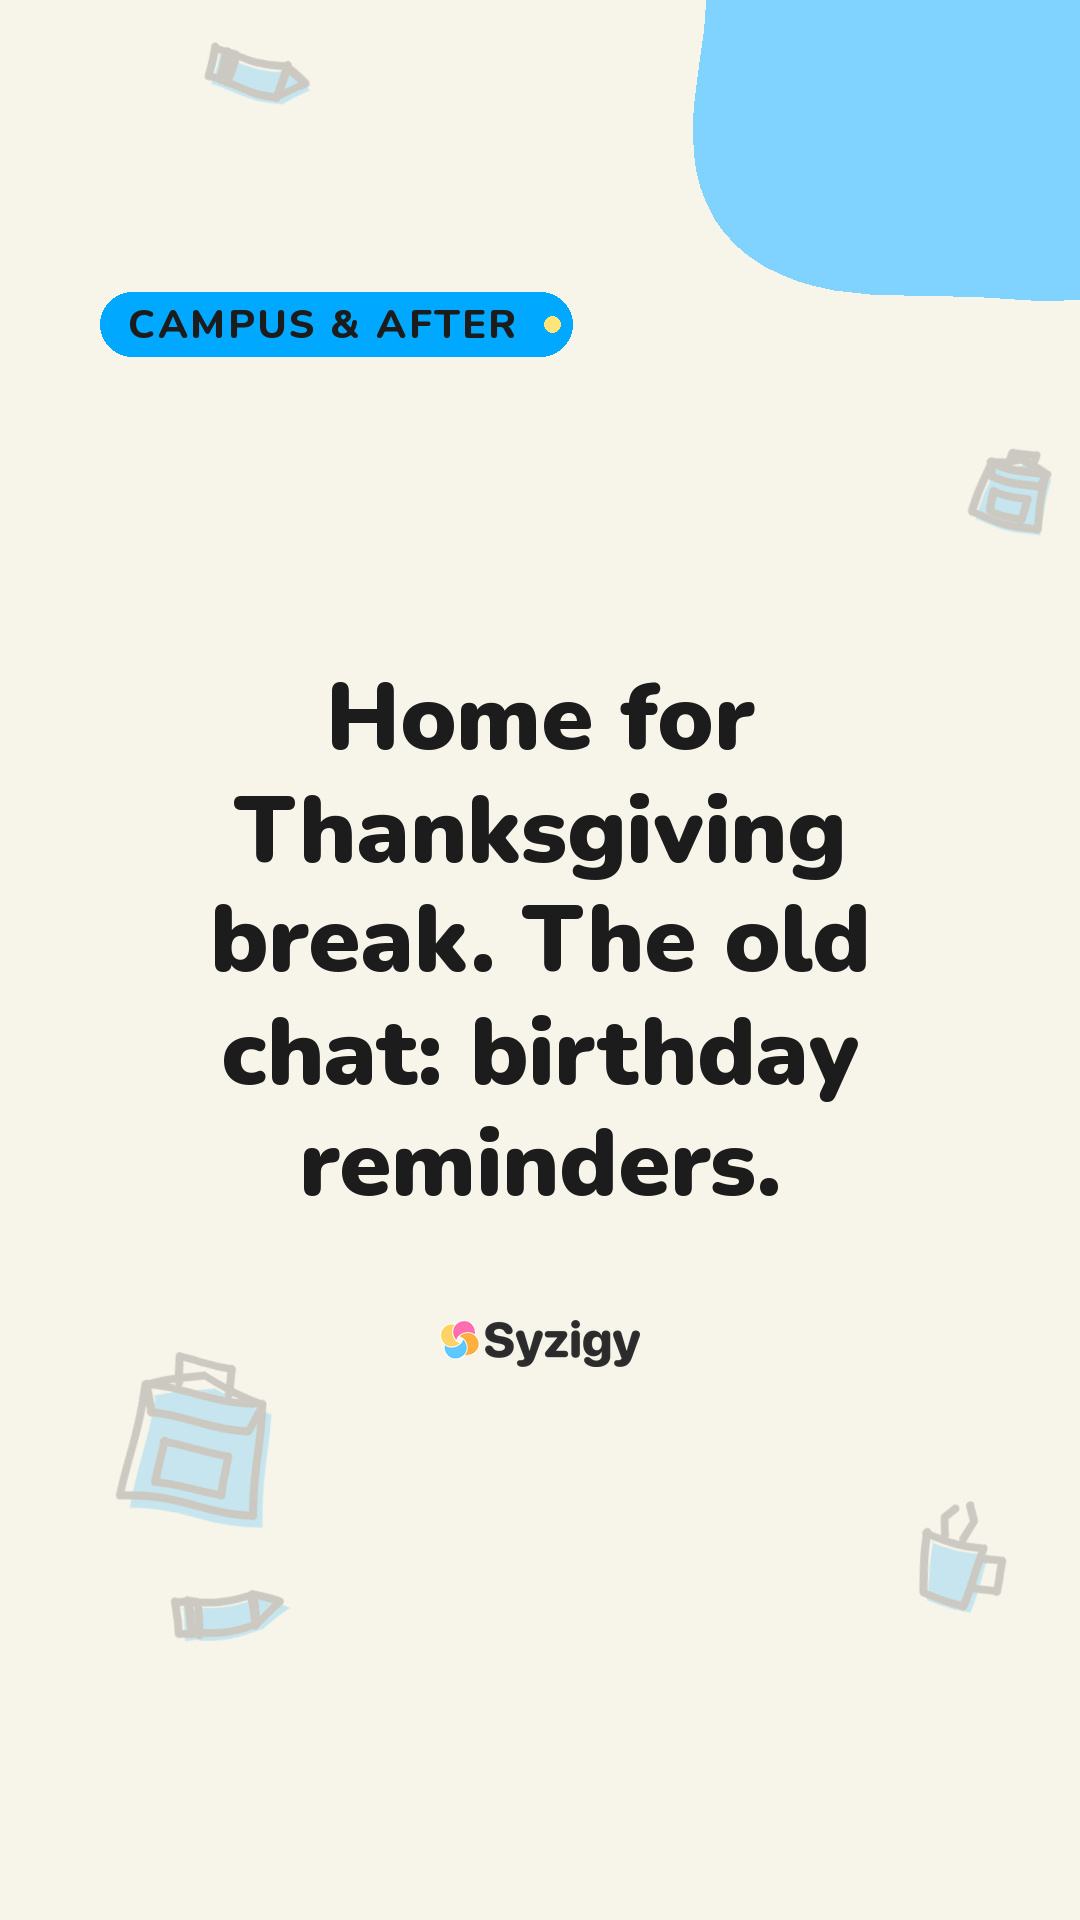 CAMPUS & AFTER
Home for
Thanksgiving
break. The old
chat: birthday
reminders.
Syzigy